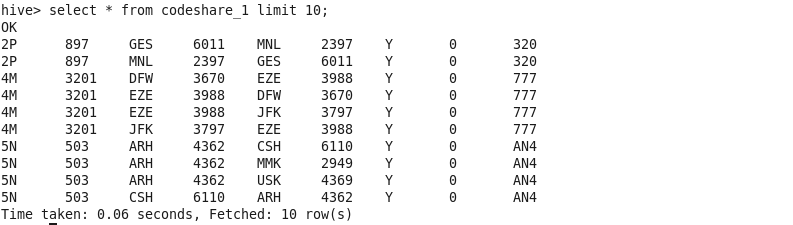 hive> select * from codeshare_1 limit 10;
OK
2P 897 GES 6011 MNL 2397 Y 0 320
2P 897 MNL 2397 GES 6011 Y 0 320
4M 3201 DFW 3670 EZE 3988 Y 0 777
4M 3201 EZE 3988 DFW 3670 Y 0 777
4M 3201 EZE 3988 JFK 3797 Y 0 777
4M 3201 JFK 3797 EZE 3988 Y 0 777
5N 503 ARH 4362 CSH 6110 Y 0 AN4
5N 503 ARH 4362 MMK 2949 Y 0 AN4
5N 503 ARH 4362 USK 4369 Y 0 AN4
5N 503 CSH 6110 ARH 4362 Y 0 AN4
Time taken: 0.06 seconds, Fetched: 10 row(s)